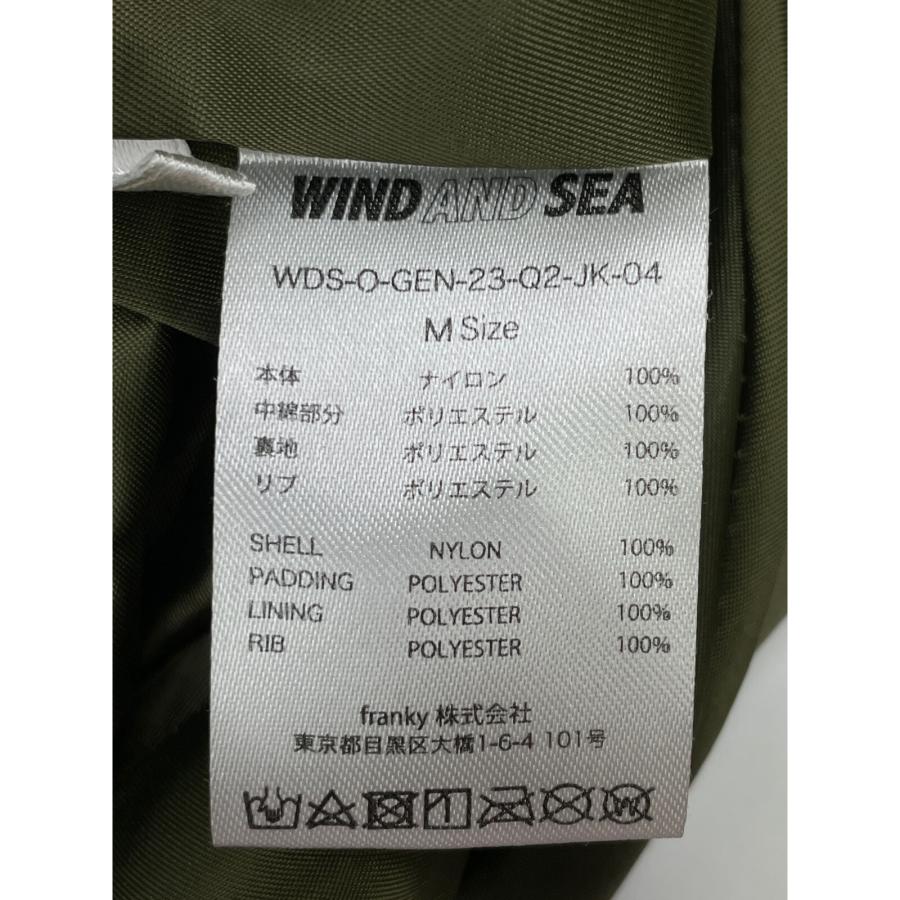 WIND AND SEA
WDS-O-GEN-23-Q2-JK-04
M Size
本体 ナイロン 100%
中綿部分 ポリエステル 100%
裏地 ポリエステル 100%
リブ ポリエステル 100%
SHELL NYLON 100%
PADDING POLYESTER 100%
LINING POLYESTER 100%
RIB POLYESTER 100%
franky 株式会社
東京都目黒区大橋1-6-4 101号
W